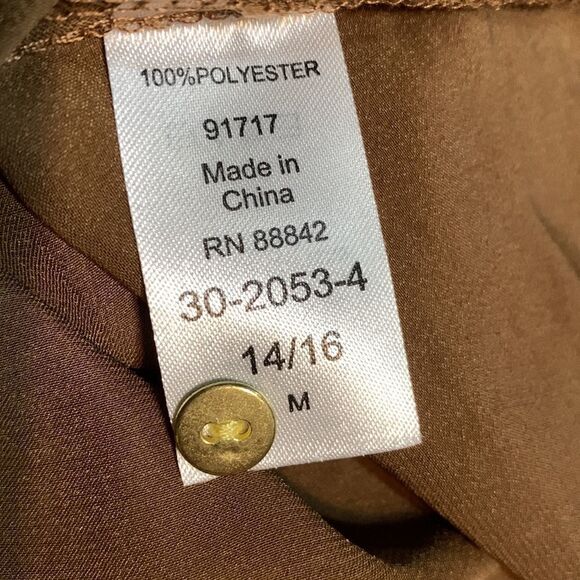 100%POLYESTER
91717
Made in
China
RN 88842
30-2053-4
14/16
M